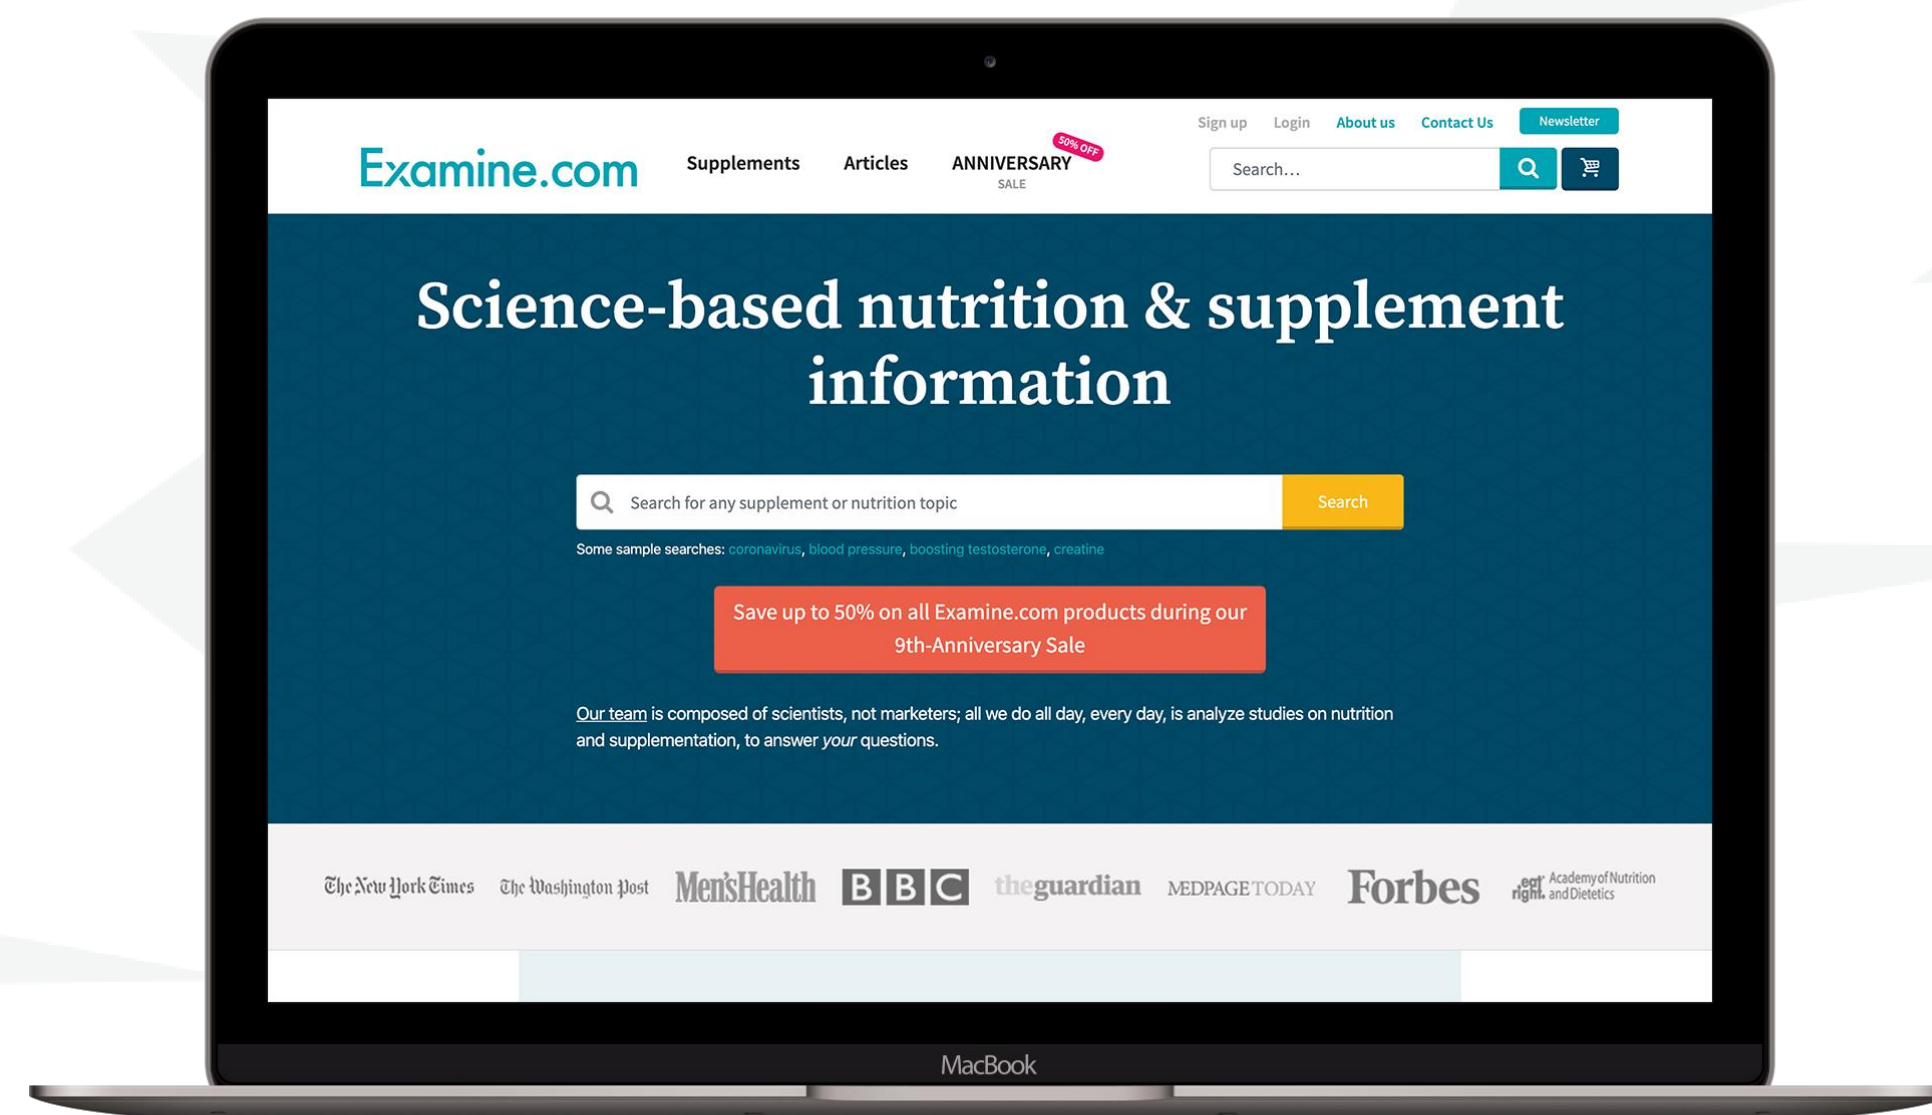 Sign up Login About us Contact Us Newsletter
Examine.com Supplements Articles ANNIVERSARY 50% OFF Search...
SALE
Science-based nutrition & supplement
information
Search for any supplement or nutrition topic Search
Some sample searches: coronavirus, blood pressure, boosting testosterone, creatine
Save up to 50% on all Examine.com products during our
9th-Anniversary Sale
Our team is composed of scientists, not marketers; all we do all day, every day, is analyze studies on nutrition
and supplementation, to answer your questions.
The New York Times The Washington Post Men'sHealth BBC theguardian MEDPAGE TODAY Forbes eat right. Academy of Nutrition and Dietetics
MacBook